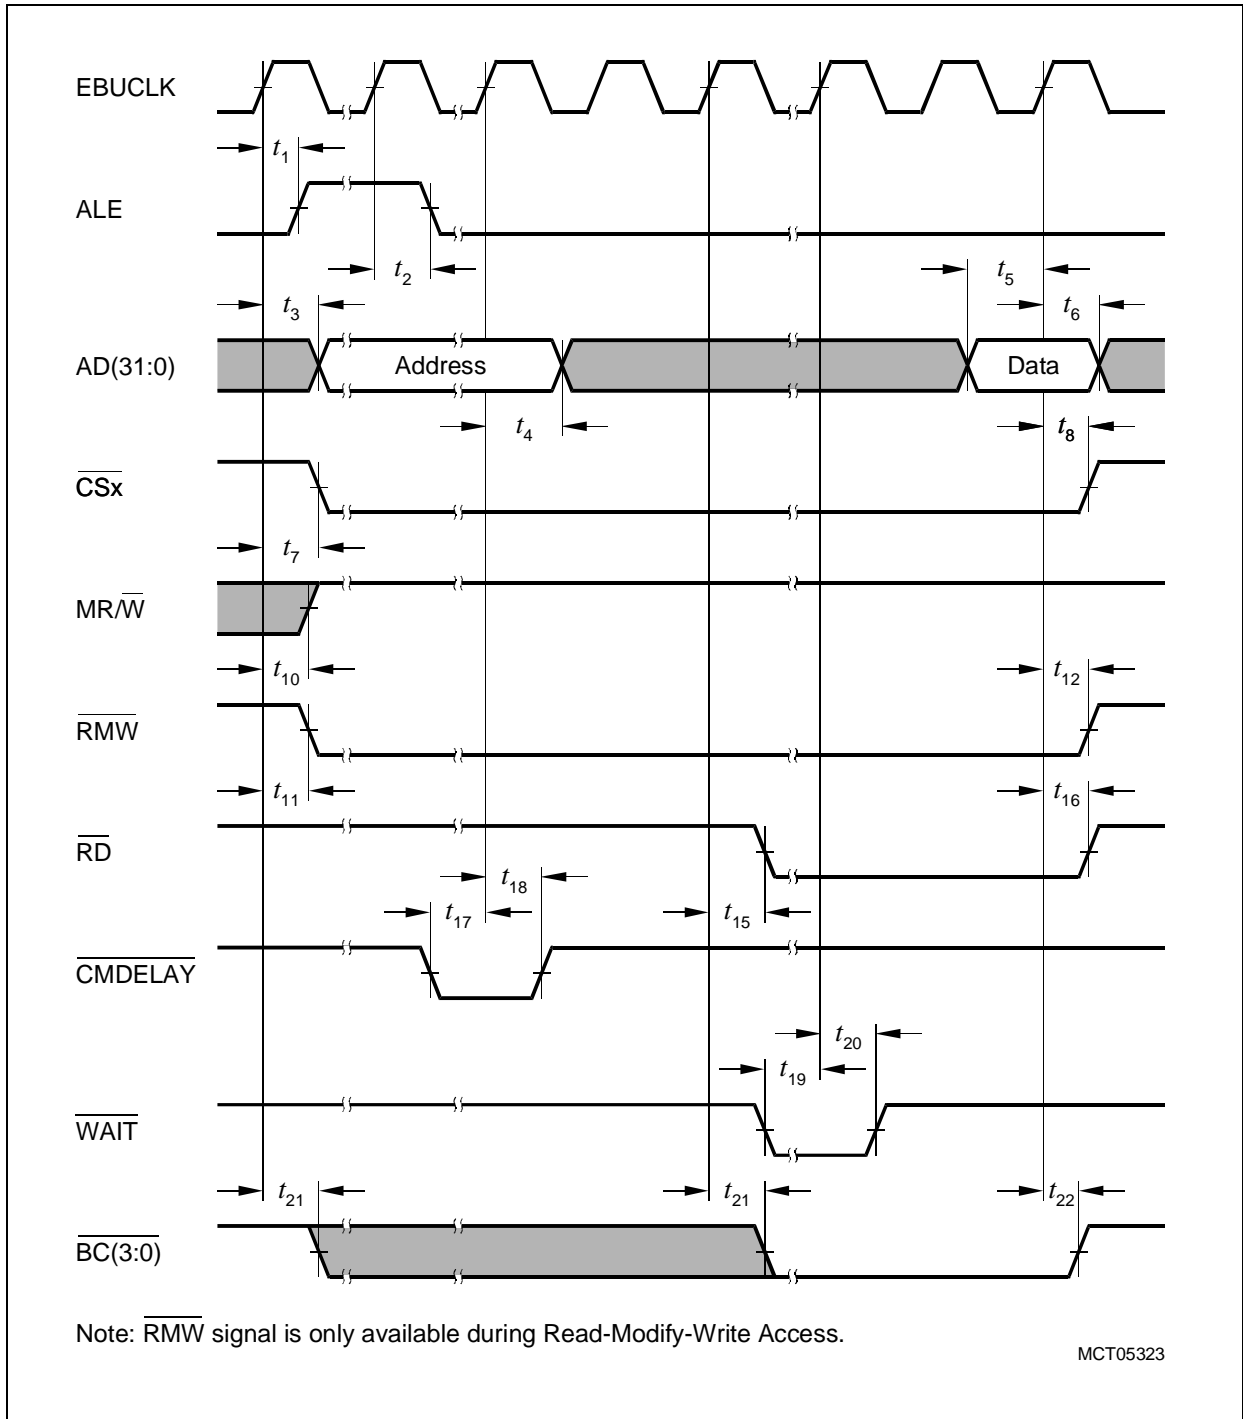 EBUCLK
t1
ALE
t2
t5
t3
t6
AD(31:0)
Address
Data
t4
t8
CSx
t7
MR/W
t10
t12
RMW
t11
t16
RD
t18
t17
t15
CMDELAY
t20
t19
WAIT
t21
t21
t22
BC(3:0)
Note: RMW signal is only available during Read-Modify-Write Access.
MCT05323